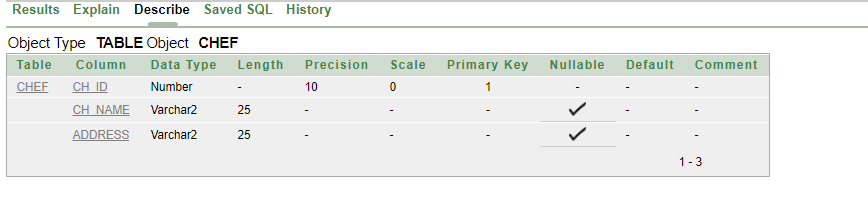 Results Explain Describe Saved SQL History
Object Type TABLE Object CHEF
Table Column Data Type Length Precision Scale Primary Key Nullable Default Comment
CHEF CH_ID Number - 10 0 1 - - -
CH_NAME Varchar2 25 - - - - -
ADDRESS Varchar2 25 - - - - -
1 - 3